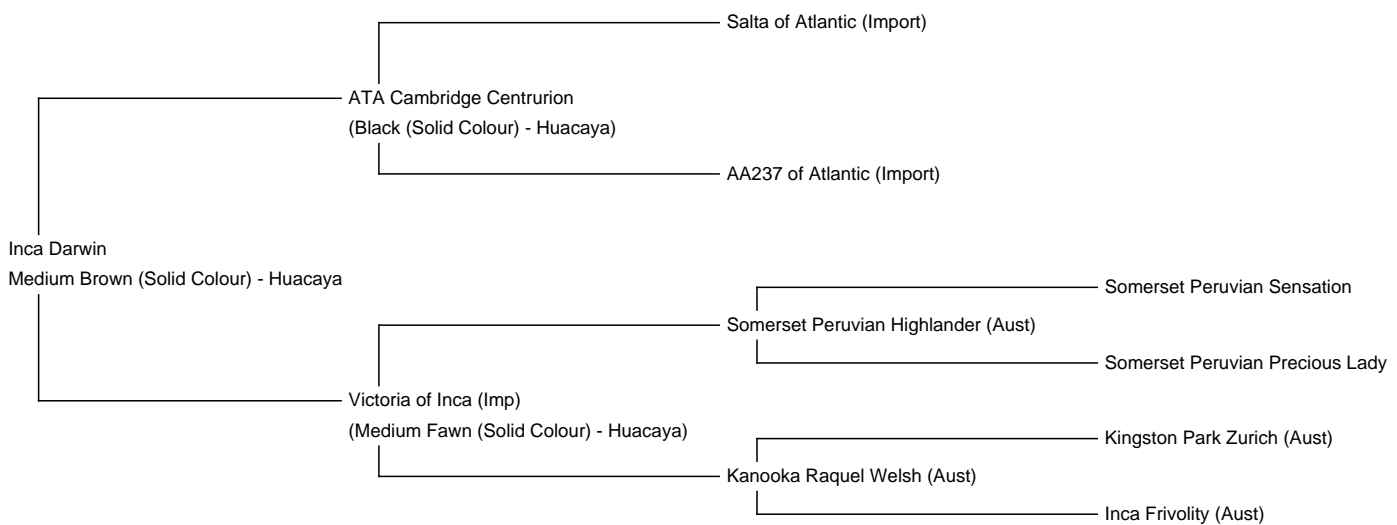 Salta of Atlantic (Import)
ATA Cambridge Centrurion
(Black (Solid Colour) - Huacaya)
AA237 of Atlantic (Import)
Inca Darwin
Medium Brown (Solid Colour) - Huacaya
Somerset Peruvian Sensation
Somerset Peruvian Highlander (Aust)
Somerset Peruvian Precious Lady
Victoria of Inca (Imp)
(Medium Fawn (Solid Colour) - Huacaya)
Kingston Park Zurich (Aust)
Kanooka Raquel Welsh (Aust)
Inca Frivolity (Aust)